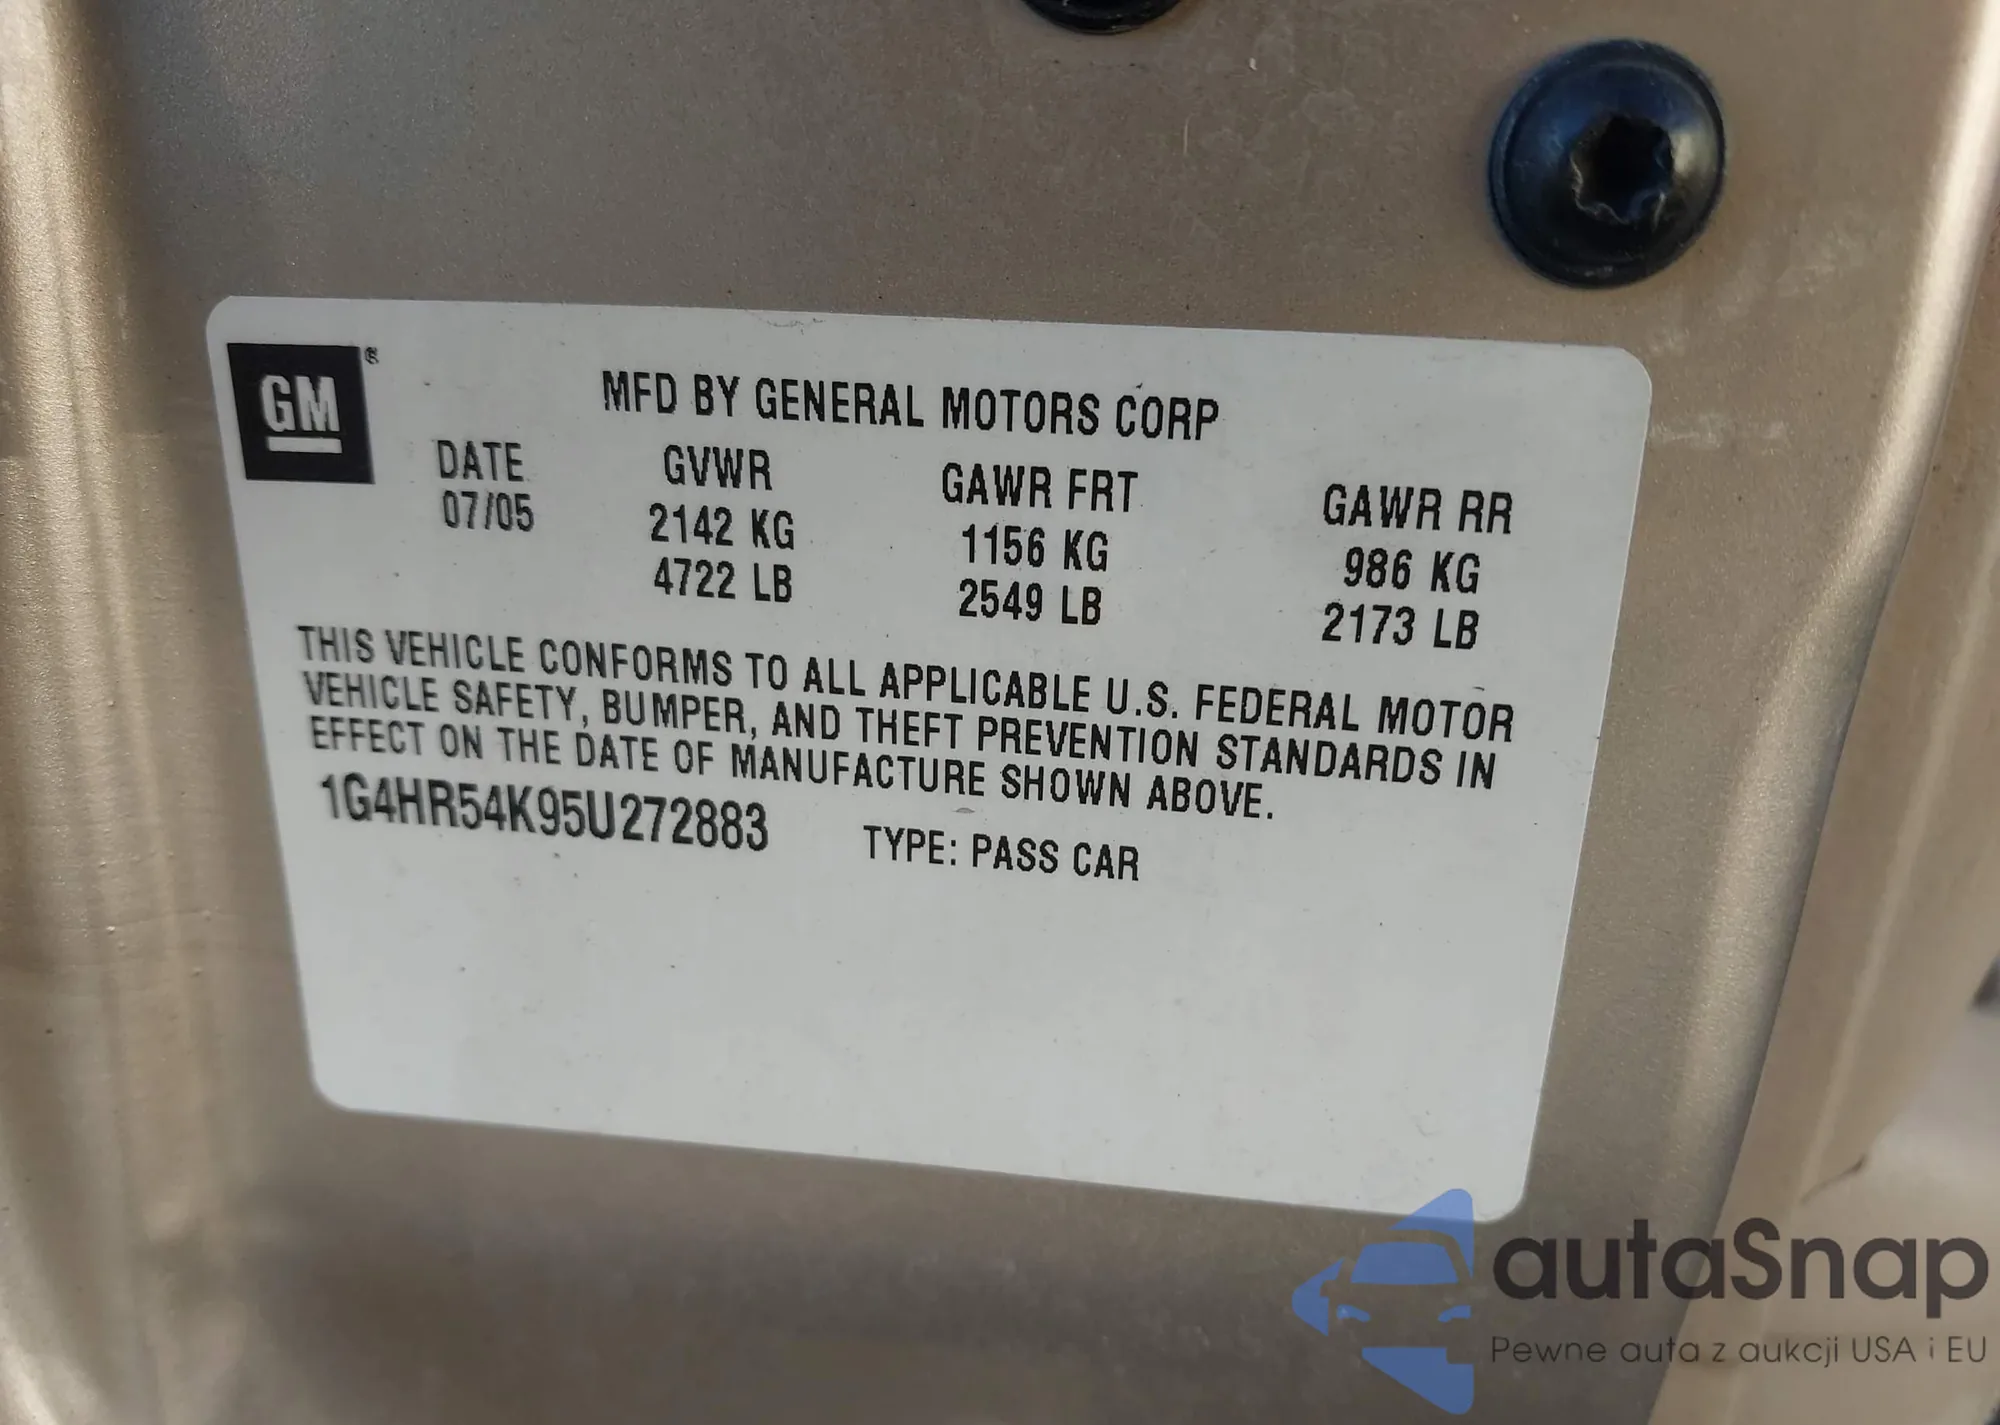 GM®
MFD BY GENERAL MOTORS CORP
DATE GVWR GAWR FRT GAWR RR
07/05 2142 KG 1156 KG 986 KG
4722 LB 2549 LB 2173 LB
THIS VEHICLE CONFORMS TO ALL APPLICABLE U.S. FEDERAL MOTOR
VEHICLE SAFETY, BUMPER, AND THEFT PREVENTION STANDARDS IN
EFFECT ON THE DATE OF MANUFACTURE SHOWN ABOVE.
1G4HR54K95U272883 TYPE: PASS CAR
autaSnap
Pewne auta z aukcji USA i EU